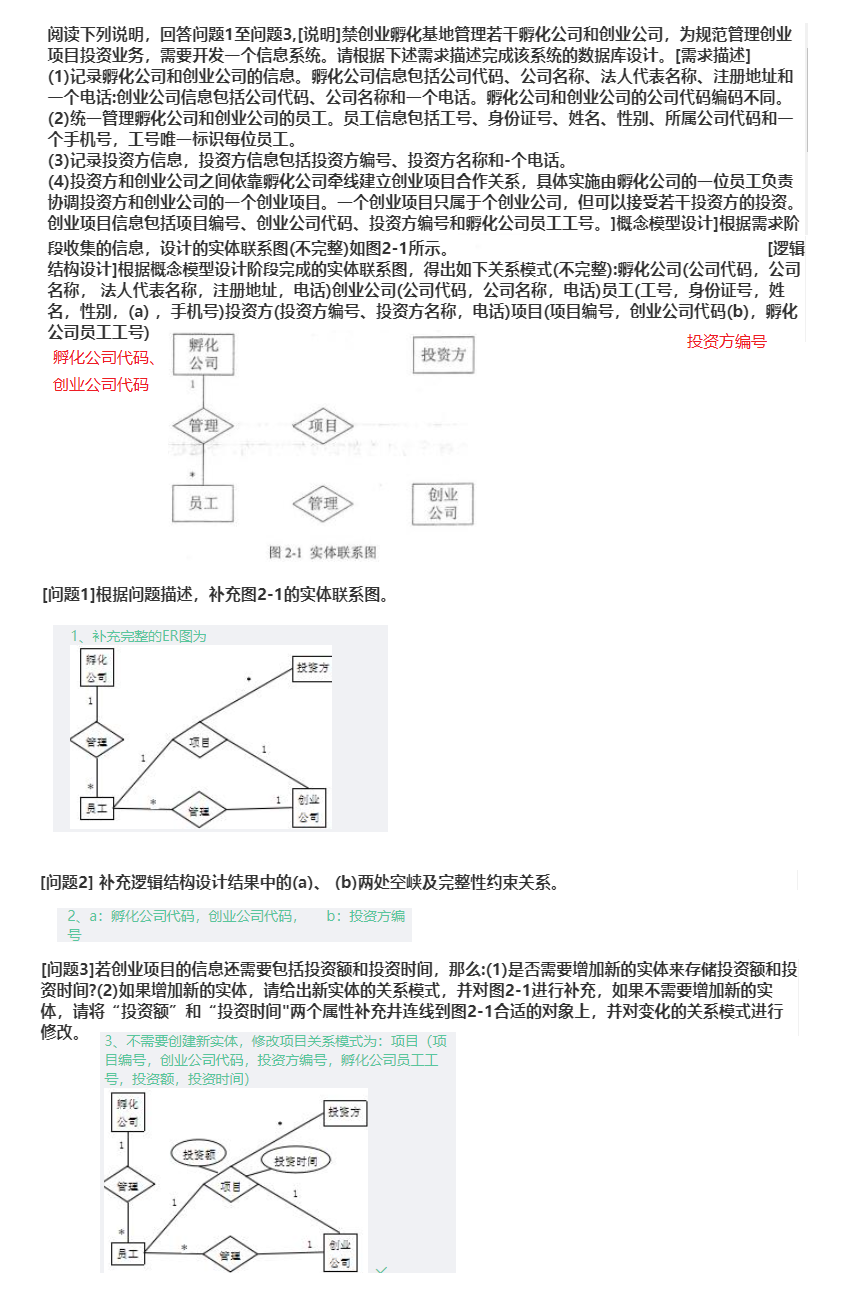 阅读下列说明，回答问题1至问题3,[说明]禁创业孵化基地管理若干孵化公司和创业公司，为规范管理创业
项目投资业务，需要开发一个信息系统。请根据下述需求描述完成该系统的数据库设计。[需求描述]
(1)记录孵化公司和创业公司的信息。孵化公司信息包括公司代码、公司名称、法人代表名称、注册地址和
一个电话:创业公司信息包括公司代码、公司名称和一个电话。孵化公司和创业公司的公司代码编码不同。
(2)统一管理孵化公司和创业公司的员工。员工信息包括工号、身份证号、姓名、性别、所属公司代码和一
个手机号，工号唯一标识每位员工。
(3)记录投资方信息，投资方信息包括投资方编号、投资方名称和-个电话。
(4)投资方和创业公司之间依靠孵化公司牵线建立创业项目合作关系，具体实施由孵化公司的一位员工负责
协调投资方和创业公司的一个创业项目。一个创业项目只属于个创业公司，但可以接受若干投资方的投资。
创业项目信息包括项目编号、创业公司代码、投资方编号和孵化公司员工工号。]概念模型设计]根据需求阶
段收集的信息，设计的实体联系图(不完整)如图2-1所示。 [逻辑
结构设计]根据概念模型设计阶段完成的实体联系图，得出如下关系模式(不完整):孵化公司(公司代码，公司
名称， 法人代表名称，注册地址，电话)创业公司(公司代码，公司名称，电话)员工(工号，身份证号，姓
名，性别，(a) ，手机号)投资方(投资方编号、投资方名称，电话)项目(项目编号，创业公司代码(b)，孵化
公司员工工号)
孵化公司代码、
创业公司代码
投资方编号
孵化
公司
投资方
1
管理
项目
*
员工
管理
创业
公司
图 2-1 实体联系图
[问题1]根据问题描述，补充图2-1的实体联系图。
1、补充完整的ER图为
孵化
公司
投资方
*
1
管理
项目
1
1
*
员工
*
管理
1
创业
公司
[问题2] 补充逻辑结构设计结果中的(a)、 (b)两处空峡及完整性约束关系。
2、a：孵化公司代码，创业公司代码， b：投资方编
号
[问题3]若创业项目的信息还需要包括投资额和投资时间，那么:(1)是否需要增加新的实体来存储投资额和投
资时间?(2)如果增加新的实体，请给出新实体的关系模式，并对图2-1进行补充，如果不需要增加新的实
体，请将“投资额”和“投资时间"两个属性补充并连线到图2-1合适的对象上，并对变化的关系模式进行
修改。
3、不需要创建新实体，修改项目关系模式为：项目（项
目编号，创业公司代码，投资方编号，孵化公司员工工
号，投资额，投资时间）
孵化
公司
投资方
*
1
投资额
投资时间
管理
项目
1
1
*
员工
*
管理
1
创业
公司